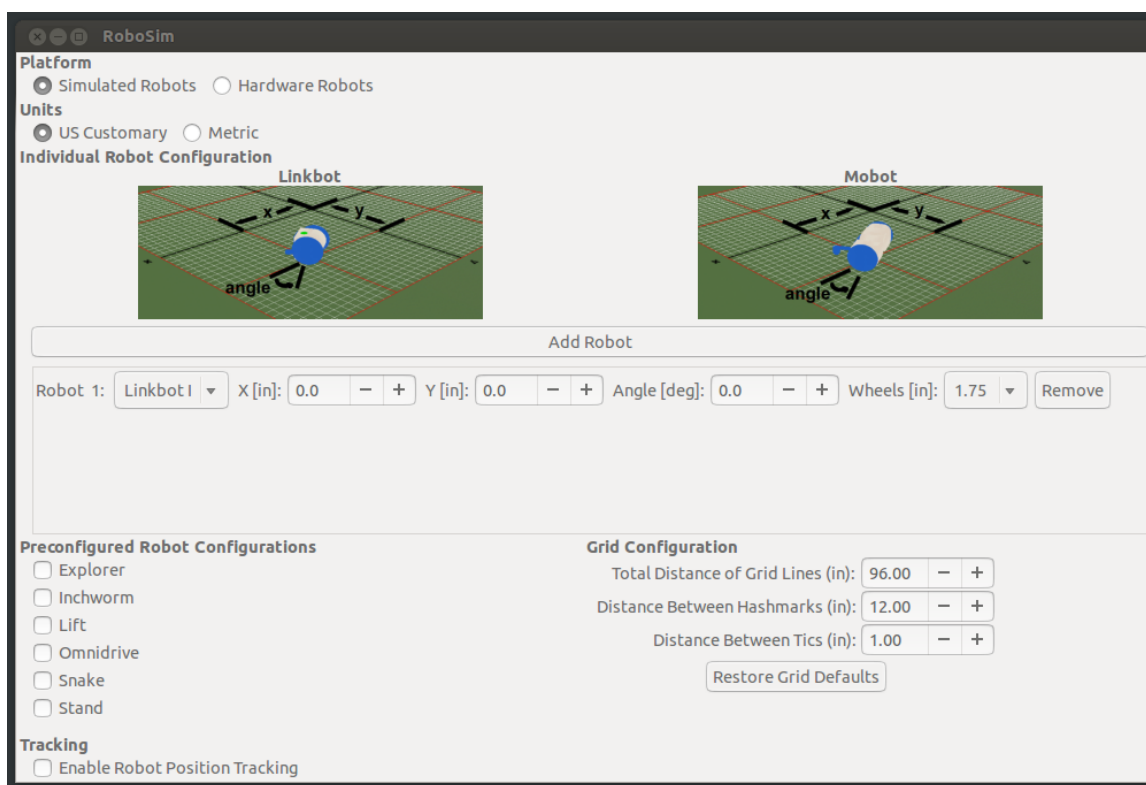 RoboSim
Platform
Simulated Robots Hardware Robots
Units
US Customary Metric
Individual Robot Configuration
Linkbot Mobot
x y x y
angle angle
Add Robot
Robot 1: Linkbot I X [in]: 0.0 − + Y [in]: 0.0 − + Angle [deg]: 0.0 − + Wheels [in]: 1.75 Remove
Preconfigured Robot Configurations Grid Configuration
Explorer Total Distance of Grid Lines (in): 96.00 − +
Inchworm Distance Between Hashmarks (in): 12.00 − +
Lift Distance Between Tics (in): 1.00 − +
Omnidrive
Snake Restore Grid Defaults
Stand
Tracking
Enable Robot Position Tracking